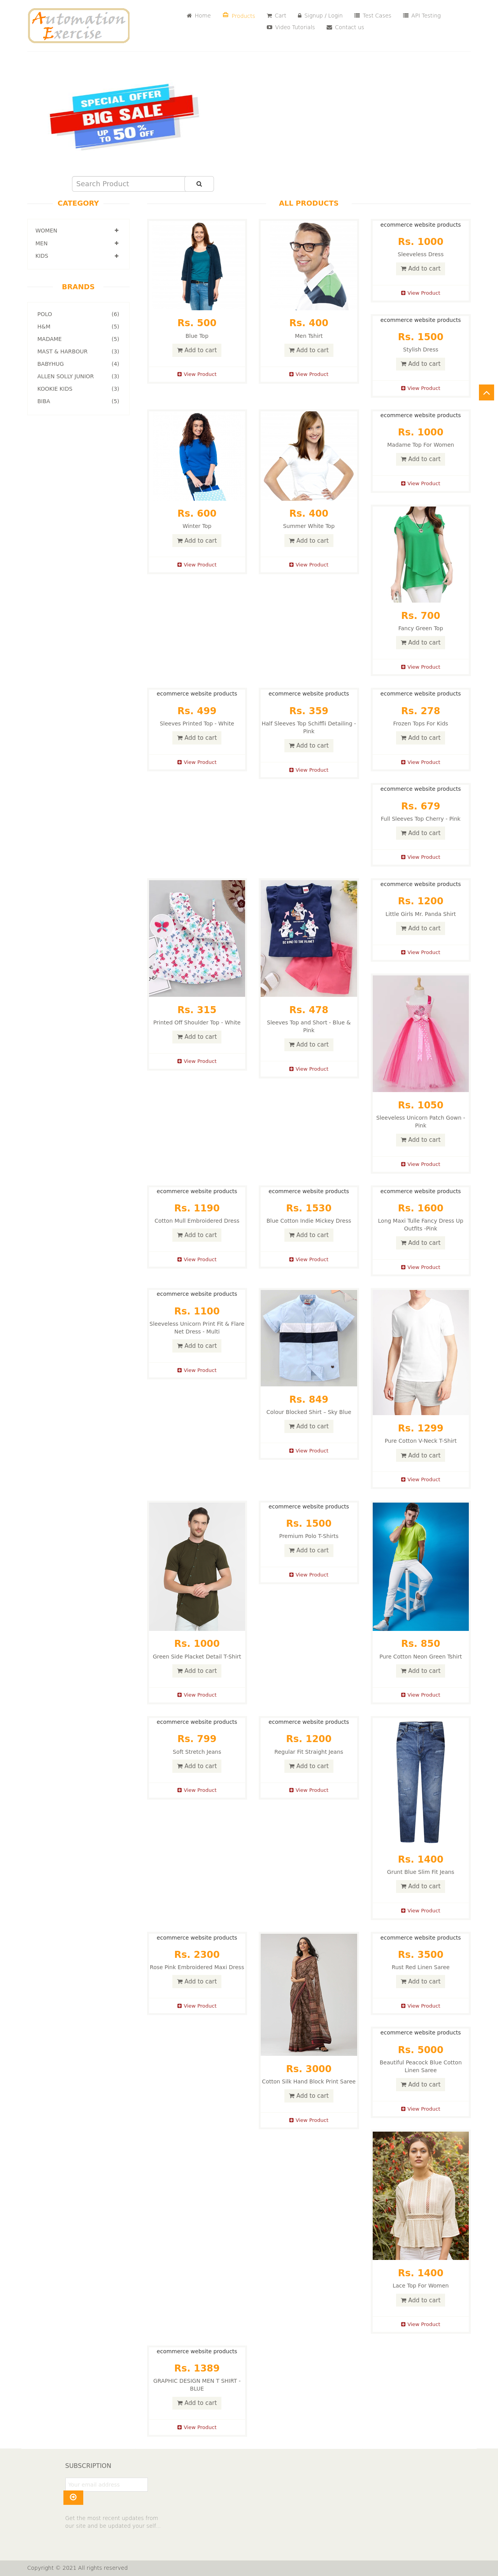 Automation
Exercise
Home
Products
Cart
Signup / Login
Test Cases
API Testing
Video Tutorials
Contact us
SPECIAL OFFER
BIG SALE
UP TO 50% OFF
Search Product
CATEGORY
WOMEN
MEN
KIDS
BRANDS
POLO (6)
H&M (5)
MADAME (5)
MAST & HARBOUR (3)
BABYHUG (4)
ALLEN SOLLY JUNIOR (3)
KOOKIE KIDS (3)
BIBA (5)
ALL PRODUCTS
Rs. 500
Blue Top
Add to cart
View Product
Rs. 400
Men Tshirt
Add to cart
View Product
ecommerce website products
Rs. 1000
Sleeveless Dress
Add to cart
View Product
ecommerce website products
Rs. 1500
Stylish Dress
Add to cart
View Product
Rs. 600
Winter Top
Add to cart
View Product
Rs. 400
Summer White Top
Add to cart
View Product
ecommerce website products
Rs. 1000
Madame Top For Women
Add to cart
View Product
Rs. 700
Fancy Green Top
Add to cart
View Product
ecommerce website products
Rs. 499
Sleeves Printed Top - White
Add to cart
View Product
ecommerce website products
Rs. 359
Half Sleeves Top Schiffli Detailing -
Pink
Add to cart
View Product
ecommerce website products
Rs. 278
Frozen Tops For Kids
Add to cart
View Product
ecommerce website products
Rs. 679
Full Sleeves Top Cherry - Pink
Add to cart
View Product
Rs. 315
Printed Off Shoulder Top - White
Add to cart
View Product
Rs. 478
Sleeves Top and Short - Blue &
Pink
Add to cart
View Product
ecommerce website products
Rs. 1200
Little Girls Mr. Panda Shirt
Add to cart
View Product
Rs. 1050
Sleeveless Unicorn Patch Gown -
Pink
Add to cart
View Product
ecommerce website products
Rs. 1190
Cotton Mull Embroidered Dress
Add to cart
View Product
ecommerce website products
Rs. 1530
Blue Cotton Indie Mickey Dress
Add to cart
View Product
ecommerce website products
Rs. 1600
Long Maxi Tulle Fancy Dress Up
Outfits -Pink
Add to cart
View Product
ecommerce website products
Rs. 1100
Sleeveless Unicorn Print Fit & Flare
Net Dress - Multi
Add to cart
View Product
Rs. 849
Colour Blocked Shirt – Sky Blue
Add to cart
View Product
Rs. 1299
Pure Cotton V-Neck T-Shirt
Add to cart
View Product
Rs. 1000
Green Side Placket Detail T-Shirt
Add to cart
View Product
ecommerce website products
Rs. 1500
Premium Polo T-Shirts
Add to cart
View Product
Rs. 850
Pure Cotton Neon Green Tshirt
Add to cart
View Product
ecommerce website products
Rs. 799
Soft Stretch Jeans
Add to cart
View Product
ecommerce website products
Rs. 1200
Regular Fit Straight Jeans
Add to cart
View Product
Rs. 1400
Grunt Blue Slim Fit Jeans
Add to cart
View Product
ecommerce website products
Rs. 2300
Rose Pink Embroidered Maxi Dress
Add to cart
View Product
Rs. 3000
Cotton Silk Hand Block Print Saree
Add to cart
View Product
ecommerce website products
Rs. 3500
Rust Red Linen Saree
Add to cart
View Product
ecommerce website products
Rs. 5000
Beautiful Peacock Blue Cotton
Linen Saree
Add to cart
View Product
Rs. 1400
Lace Top For Women
Add to cart
View Product
ecommerce website products
Rs. 1389
GRAPHIC DESIGN MEN T SHIRT -
BLUE
Add to cart
View Product
SUBSCRIPTION
Your email address
Get the most recent updates from
our site and be updated your self...
Copyright © 2021 All rights reserved